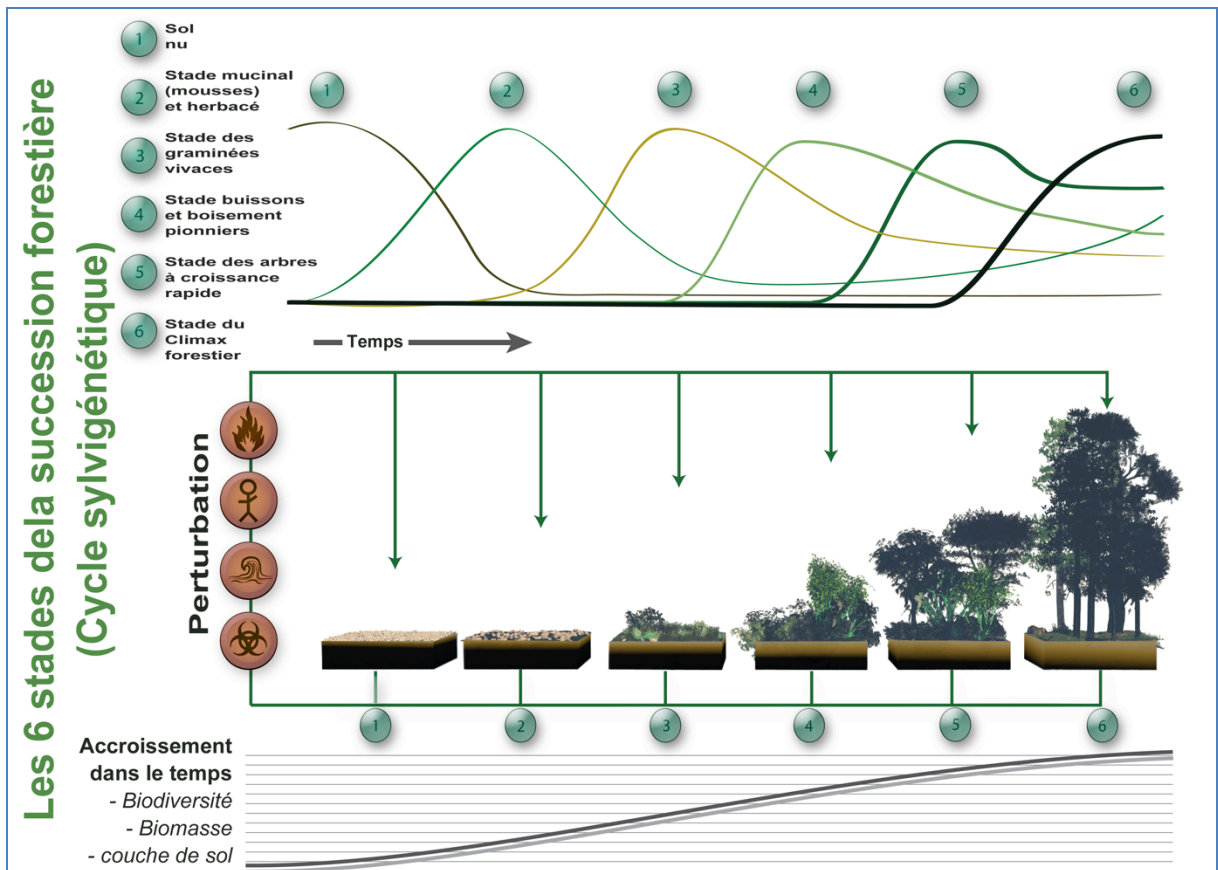 Les 6 stades dela succession forestière
(Cycle sylvigénétique)
1 Sol
nu
2 Stade mucinal
(mousses)
et herbacé
3 Stade des
graminées
vivaces
4 Stade buissons
et boisement
pionniers
5 Stade des arbres
à croissance
rapide
6 Stade du
Climax
forestier
1 2 3 4 5 6
Temps
Perturbation
1 2 3 4 5 6
Accroissement
dans le temps
- Biodiversité
- Biomasse
- couche de sol